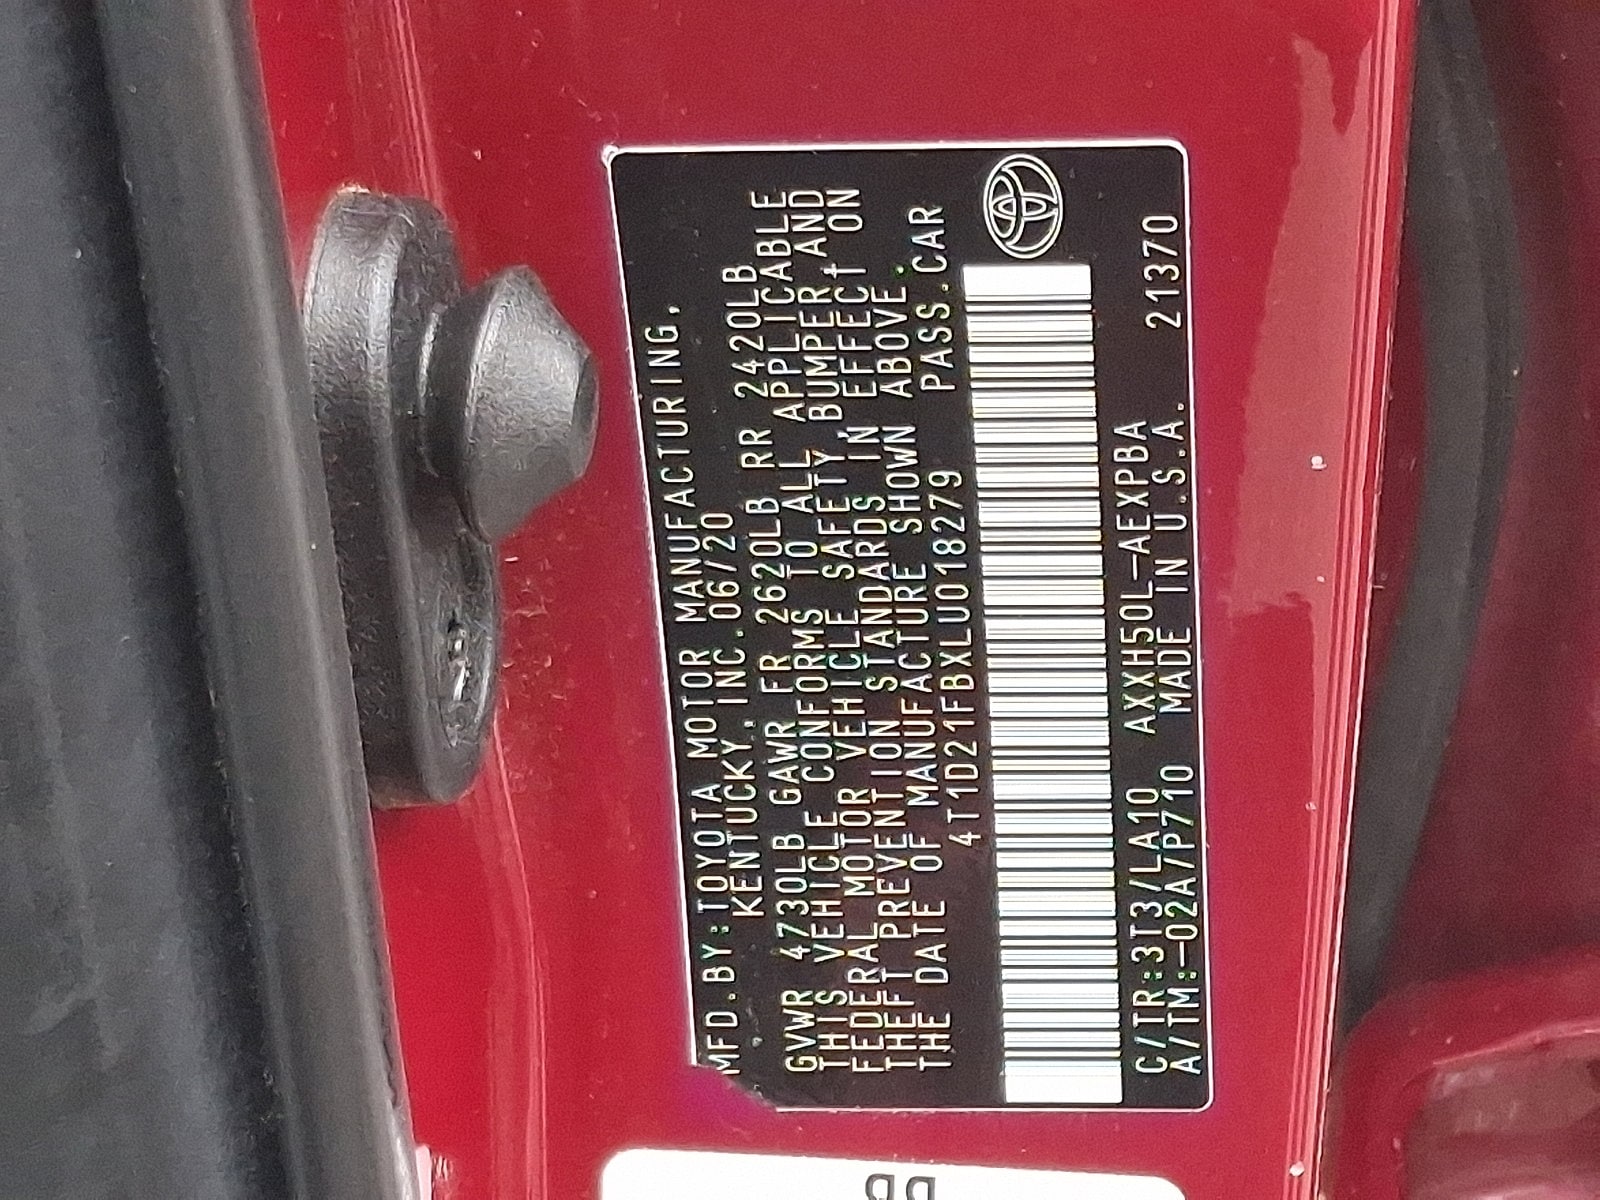 MFD.BY:TOYOTA MOTOR MANUFACTURING,
KENTUCKY, INC.06/20
GVWR 4730LB GAWR FR 2620LB RR 2420LB
THIS VEHICLE CONFORMS TO ALL APPLICABLE
FEDERAL MOTOR VEHICLE SAFETY BUMPER AND
THEFT PREVENTION STANDARDS IN EFFECT ON
THE DATE OF MANUFACTURE SHOWN ABOVE.
4T1D21FBXLU018279 PASS.CAR
C/TR:3T3/LA10 AXXH50L-AEXPBA
A/TM:-02A/P710 MADE IN U.S.A. 21370